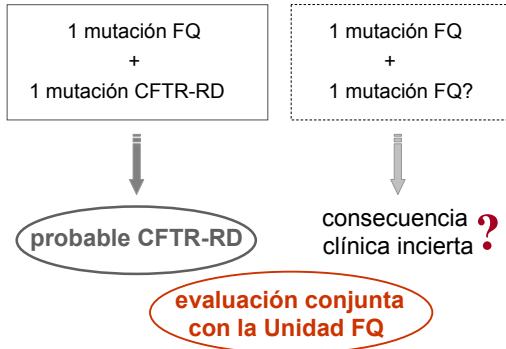 1 mutación FQ
+
1 mutación CFTR-RD
1 mutación FQ
+
1 mutación FQ?
probable CFTR-RD
consecuencia
clínica incierta
?
evaluación conjunta
con la Unidad FQ